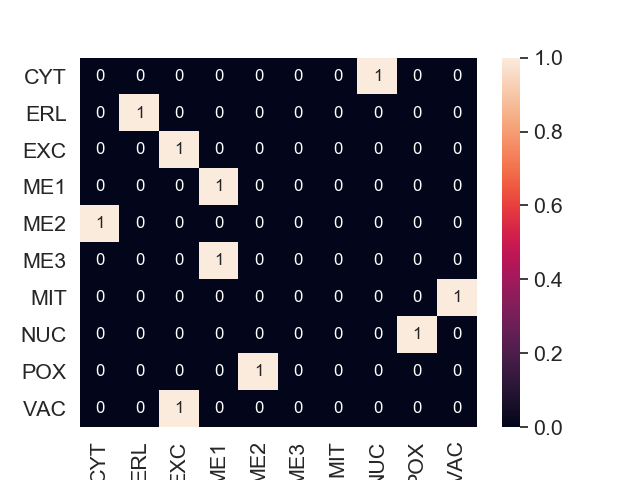 CYT 0 0 0 0 0 0 0 1 0 0
ERL 0 1 0 0 0 0 0 0 0 0
EXC 0 0 1 0 0 0 0 0 0 0
ME1 0 0 0 1 0 0 0 0 0 0
ME2 1 0 0 0 0 0 0 0 0 0
ME3 0 0 0 1 0 0 0 0 0 0
MIT 0 0 0 0 0 0 0 0 0 1
NUC 0 0 0 0 0 0 0 0 1 0
POX 0 0 0 0 1 0 0 0 0 0
VAC 0 0 1 0 0 0 0 0 0 0
CYT ERL EXC ME1 ME2 ME3 MIT NUC POX VAC
1.0
0.8
0.6
0.4
0.2
0.0